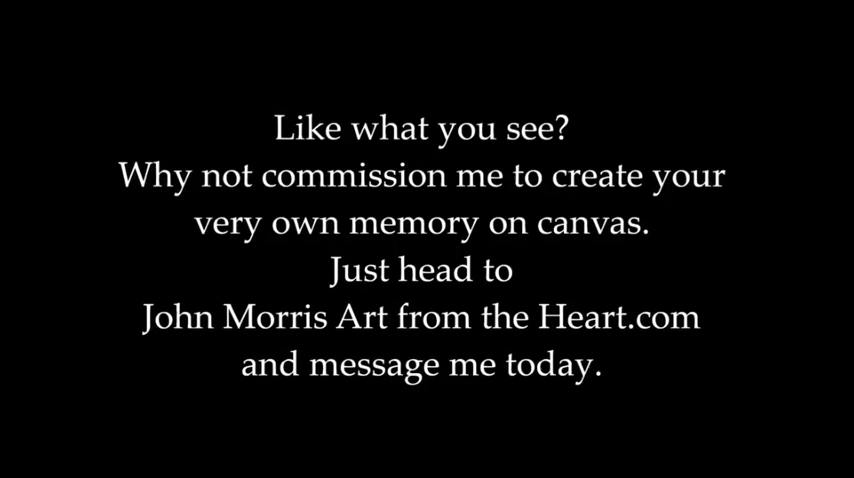 Like what you see?
Why not commission me to create your
very own memory on canvas.
Just head to
John Morris Art from the Heart.com
and message me today.